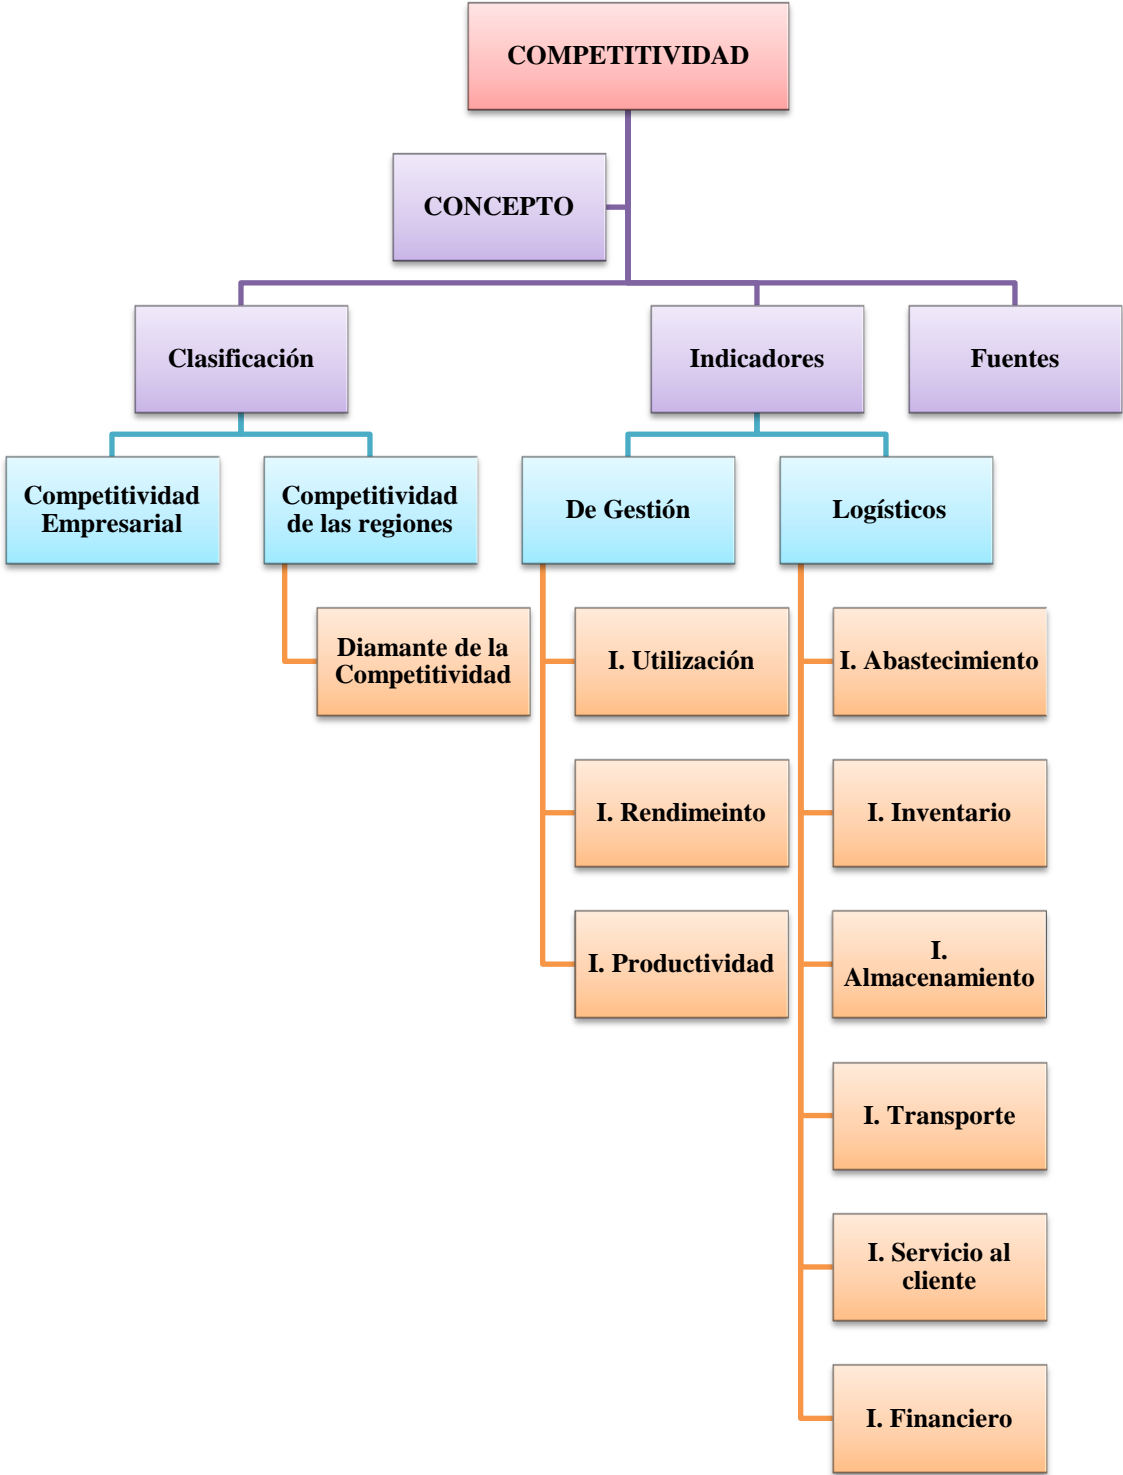 COMPETITIVIDAD
CONCEPTO
Clasificación
Indicadores
Fuentes
Competitividad
Empresarial
Competitividad
de las regiones
De Gestión
Logísticos
Diamante de la
Competitividad
I. Utilización
I. Abastecimiento
I. Rendimeinto
I. Inventario
I. Productividad
I.
Almacenamiento
I. Transporte
I. Servicio al
cliente
I. Financiero